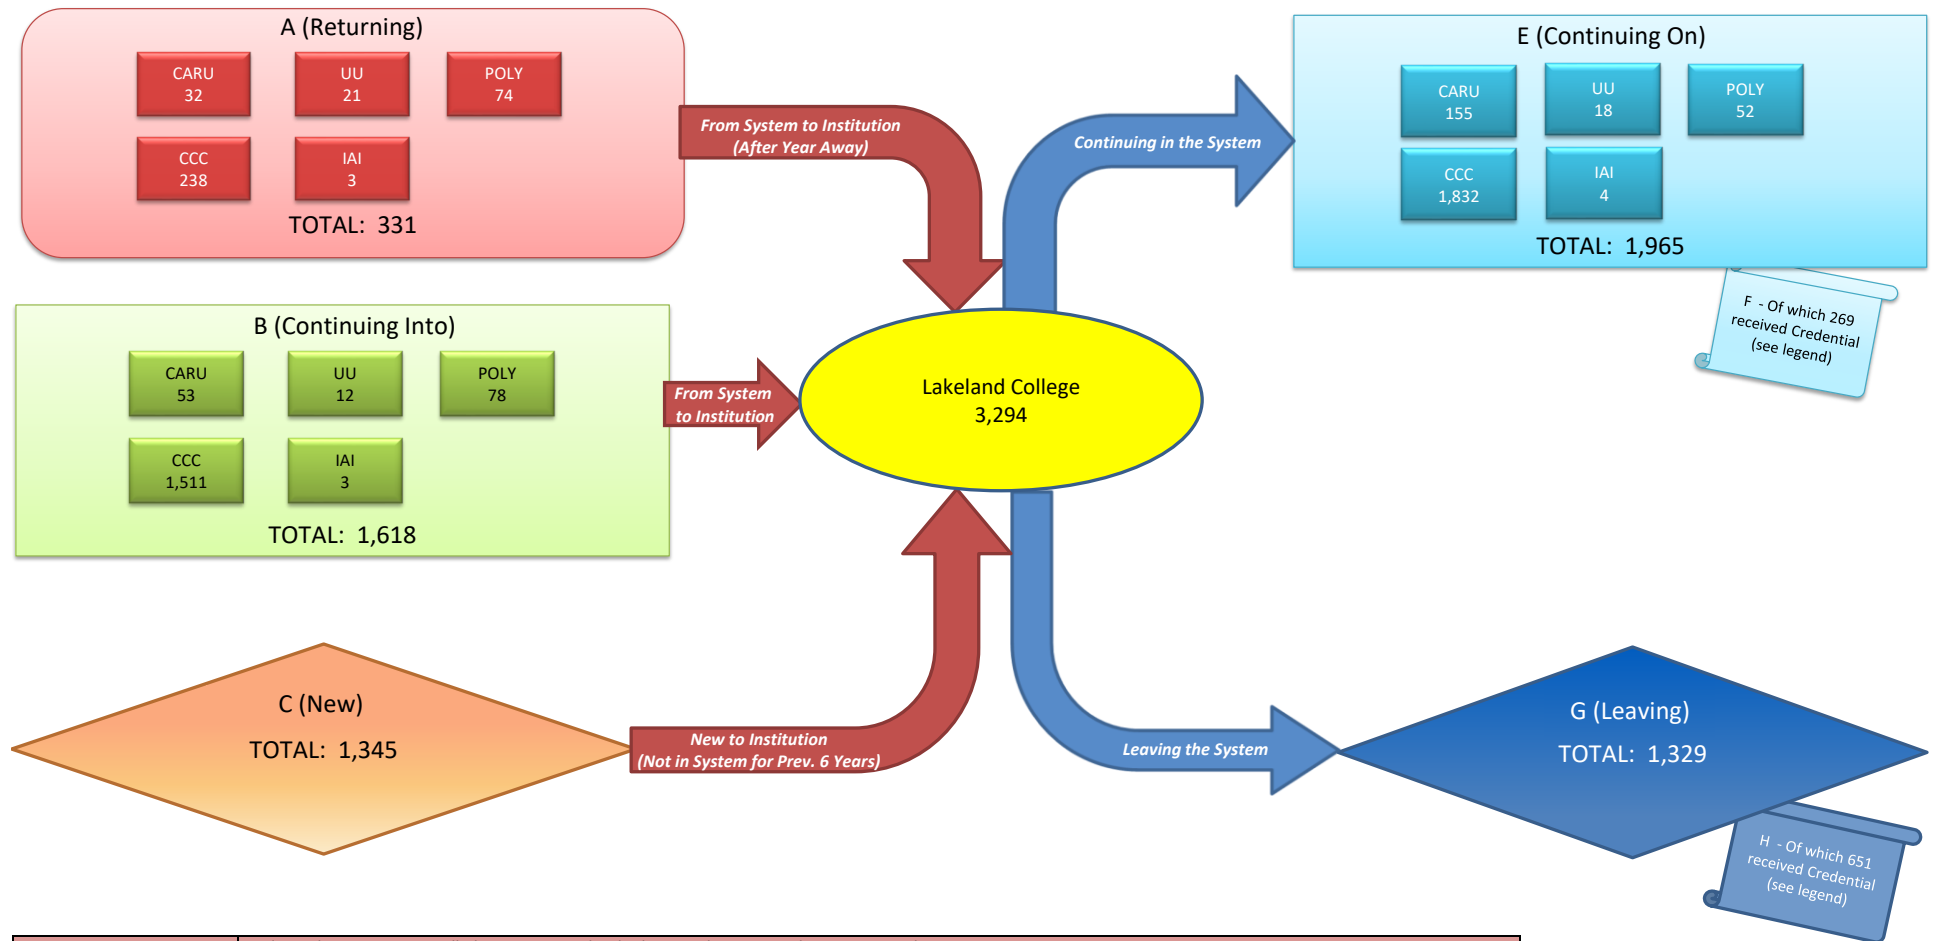 A (Returning)
CARU
32
UU
21
POLY
74
CCC
238
IAI
3
TOTAL: 331
From System to Institution
(After Year Away)
B (Continuing Into)
CARU
53
UU
12
POLY
78
CCC
1,511
IAI
3
TOTAL: 1,618
From System
to Institution
C (New)
TOTAL: 1,345
New to Institution
(Not in System for Prev. 6 Years)
Lakeland College
3,294
Continuing in the System
E (Continuing On)
CARU
155
UU
18
POLY
52
CCC
1,832
IAI
4
TOTAL: 1,965
F - Of which 269
received Credential
(see legend)
Leaving the System
G (Leaving)
TOTAL: 1,329
H - Of which 651
received Credential
(see legend)